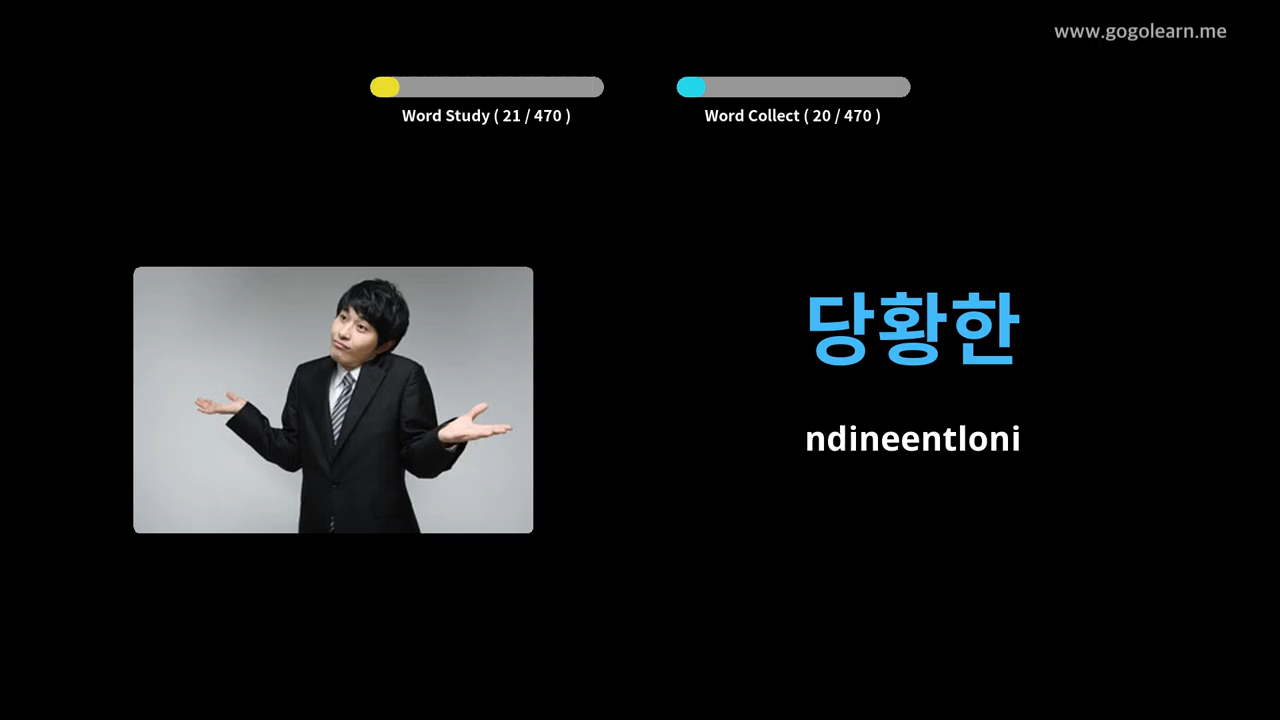 www.gogolearn.me
Word Study ( 21 / 470 )
Word Collect ( 20 / 470 )
당황한
ndineentloni